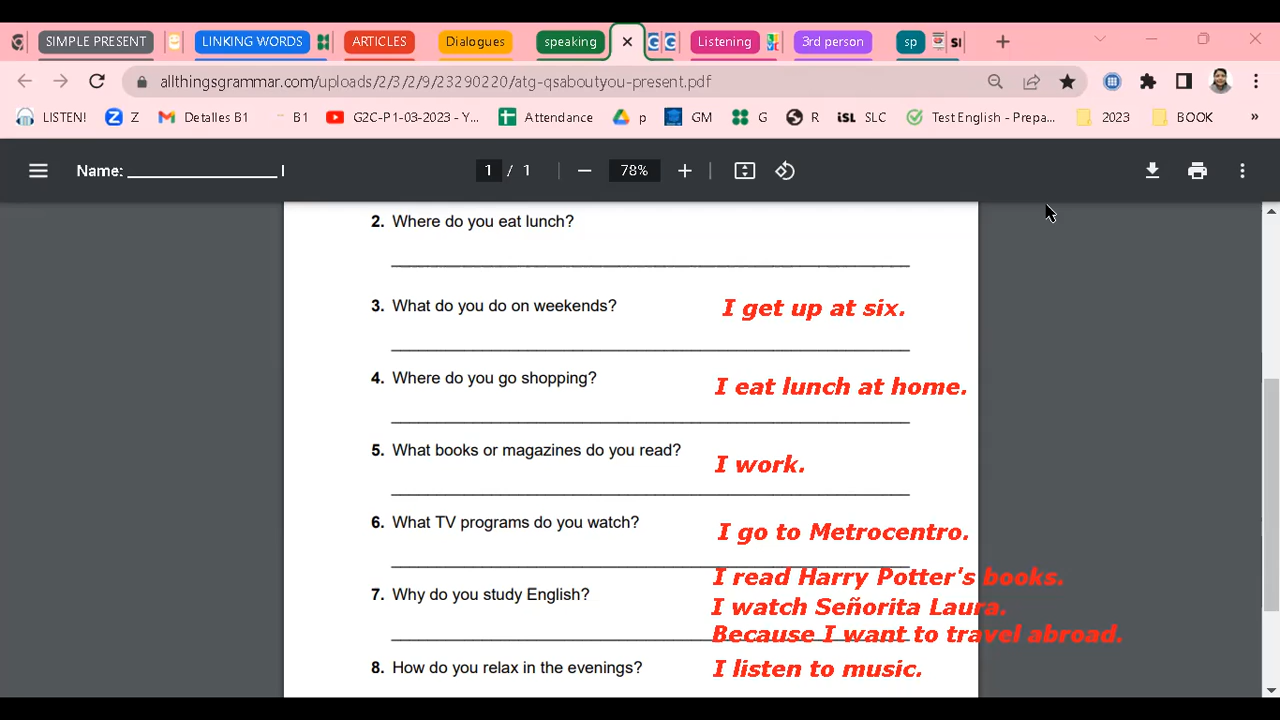 SIMPLE PRESENT LINKING WORDS ARTICLES Dialogues speaking Listening 3rd person sp SI
allthingsgrammar.com/uploads/2/3/2/9/23290220/atg-qsaboutyou-present.pdf
LISTEN! Z Detalles B1 B1 G2C-P1-03-2023 - Y... Attendance p GM G R iSL SLC Test English - Prepa... 2023 BOOK »
Name: ________________ I 1 / 1 78%
2. Where do you eat lunch?
3. What do you do on weekends? I get up at six.
4. Where do you go shopping? I eat lunch at home.
5. What books or magazines do you read? I work.
6. What TV programs do you watch? I go to Metrocentro.
I read Harry Potter's books.
7. Why do you study English?
I watch Señorita Laura.
Because I want to travel abroad.
8. How do you relax in the evenings? I listen to music.